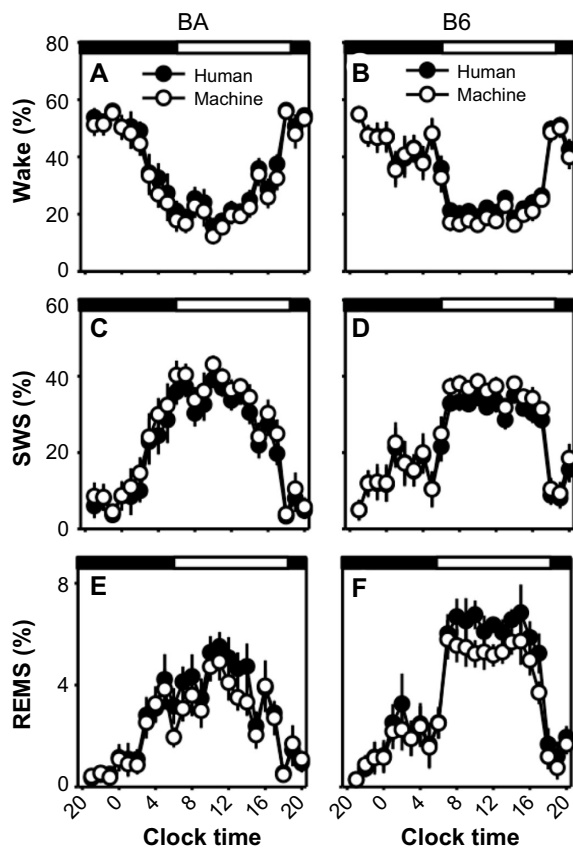 BA B6
80
60
40
20
0
Wake (%)
A
Human
Machine
B
Human
Machine
60
40
20
0
SWS (%)
C
D
8
4
0
REMS (%)
E
F
20 0 4 8 12 16 20
20 0 4 8 12 16 20
Clock time Clock time